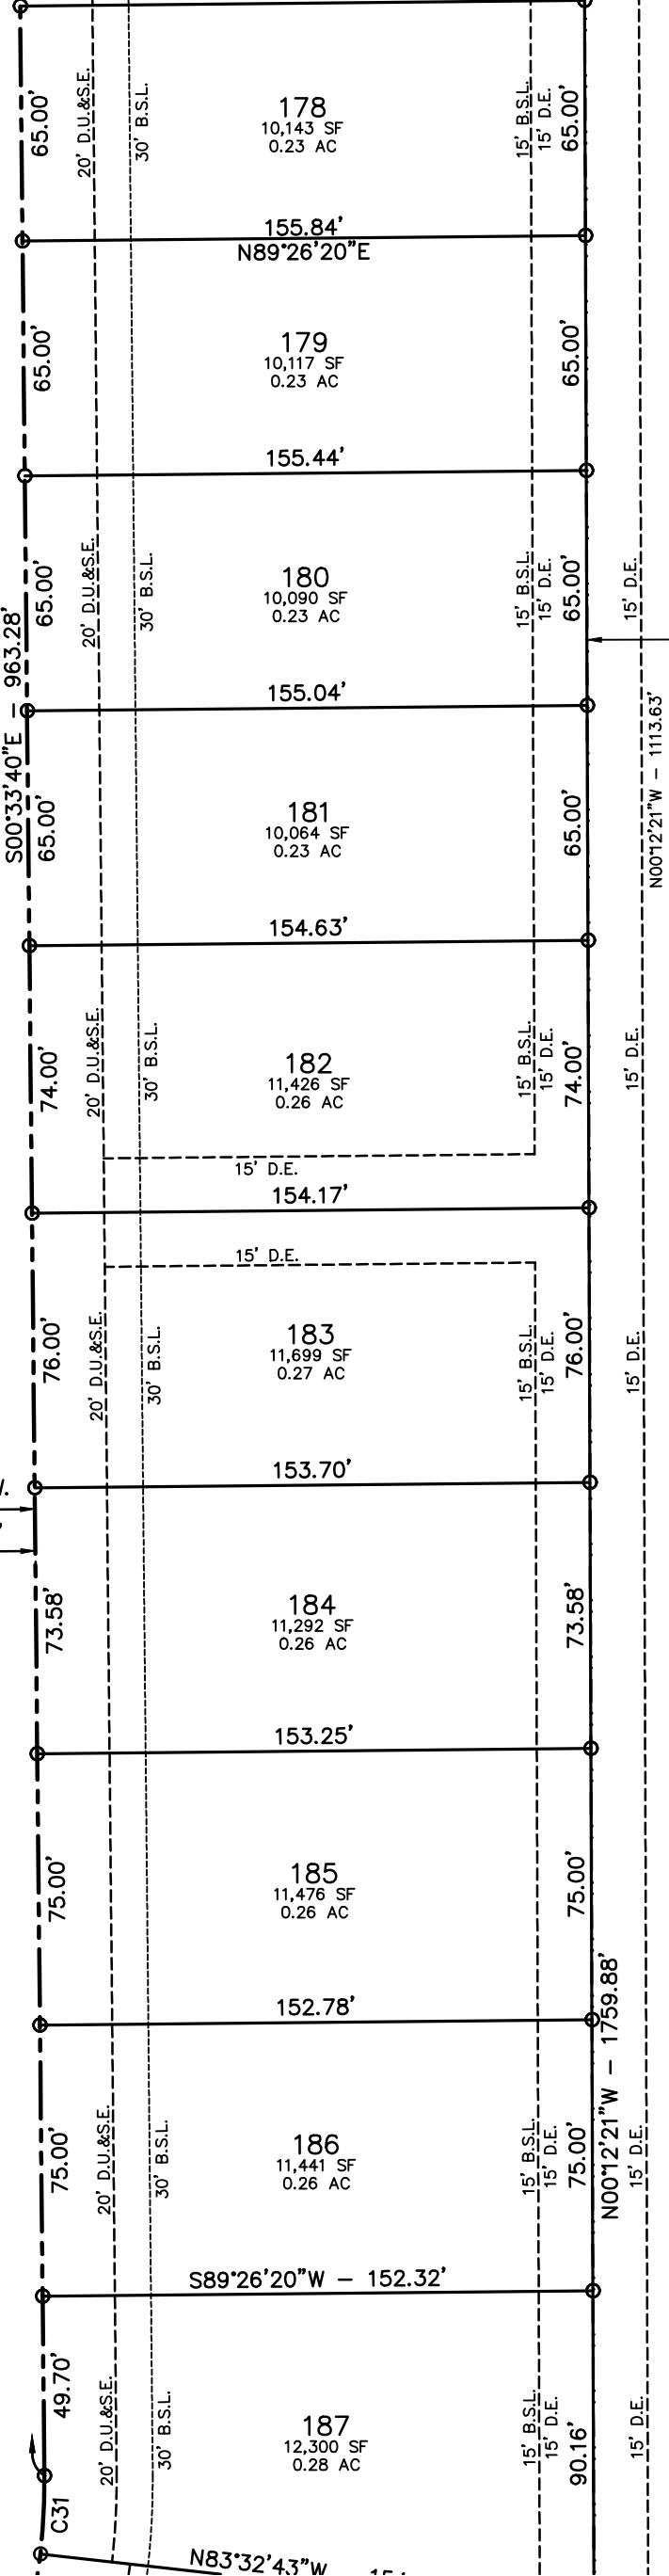 65.00'
20' D.U.&S.E.
30' B.S.L.
178
10,143 SF
0.23 AC
15' B.S.L.
15' D.E.
65.00'
155.84'
N89°26'20"E
65.00'
179
10,117 SF
0.23 AC
65.00'
155.44'
S00°33'40"E – 963.28'
65.00'
20' D.U.&S.E.
30' B.S.L.
180
10,090 SF
0.23 AC
15' B.S.L.
15' D.E.
65.00'
15' D.E.
155.04'
N00°12'21"W – 1113.63'
65.00'
181
10,064 SF
0.23 AC
65.00'
154.63'
74.00'
20' D.U.&S.E.
30' B.S.L.
182
11,426 SF
0.26 AC
15' B.S.L.
15' D.E.
74.00'
15' D.E.
15' D.E.
154.17'
15' D.E.
76.00'
20' D.U.&S.E.
30' B.S.L.
183
11,699 SF
0.27 AC
15' B.S.L.
15' D.E.
76.00'
15' D.E.
153.70'
73.58'
184
11,292 SF
0.26 AC
73.58'
153.25'
75.00'
185
11,476 SF
0.26 AC
75.00'
N00°12'21"W – 1759.88'
152.78'
75.00'
20' D.U.&S.E.
30' B.S.L.
186
11,441 SF
0.26 AC
15' B.S.L.
15' D.E.
75.00'
15' D.E.
S89°26'20"W – 152.32'
49.70'
20' D.U.&S.E.
30' B.S.L.
187
12,300 SF
0.28 AC
15' B.S.L.
15' D.E.
90.16'
15' D.E.
C31
N83°32'43"W